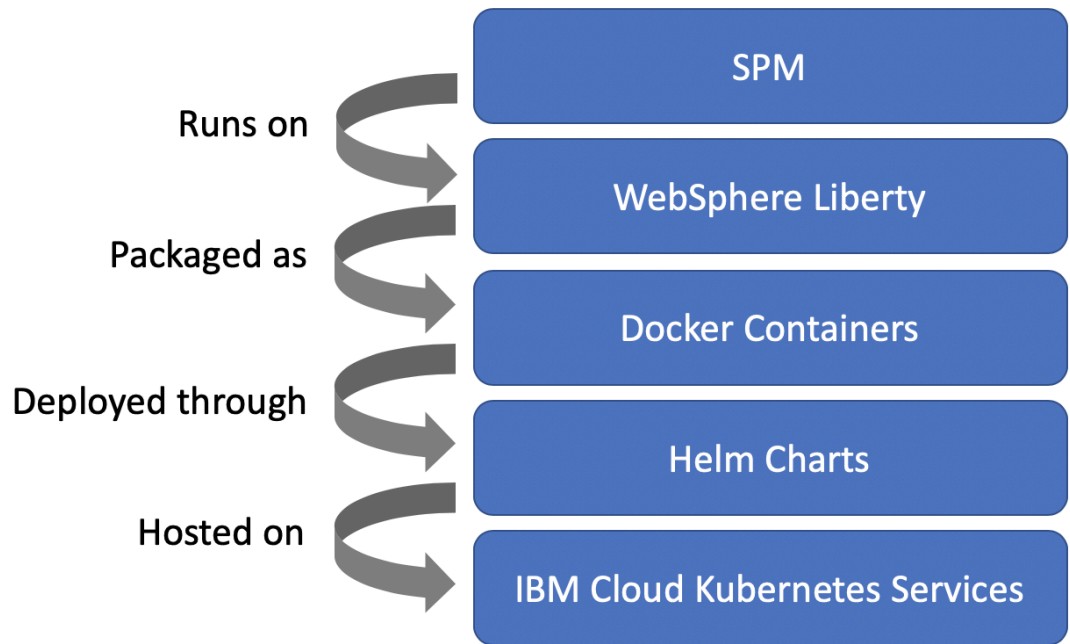 SPM
Runs on
WebSphere Liberty
Packaged as
Docker Containers
Deployed through
Helm Charts
Hosted on
IBM Cloud Kubernetes Services